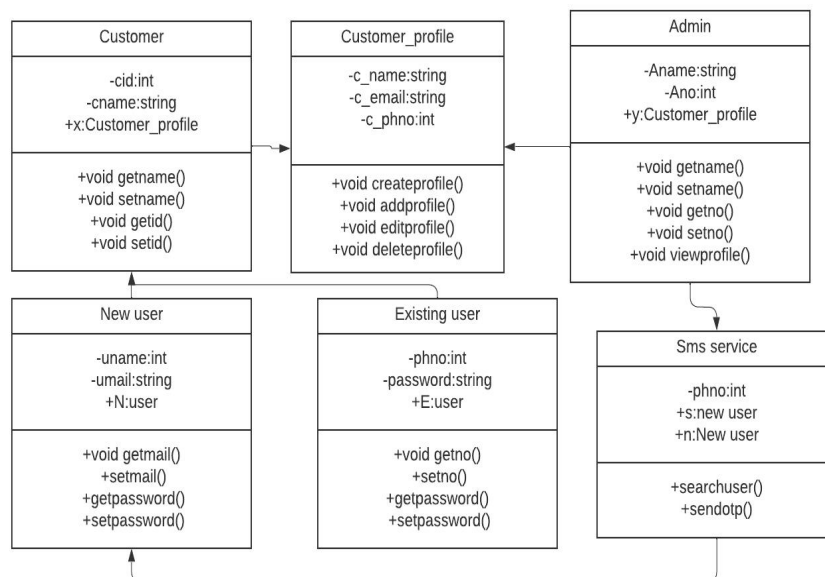 Customer
-cid:int
-cname:string
+x:Customer_profile
+void getname()
+void setname()
+void getid()
+void setid()
Customer_profile
-c_name:string
-c_email:string
-c_phno:int
+void createprofile()
+void addprofile()
+void editprofile()
+void deleteprofile()
Admin
-Aname:string
-Ano:int
+y:Customer_profile
+void getname()
+void setname()
+void getno()
+void setno()
+void viewprofile()
New user
-uname:int
-umail:string
+N:user
+void getmail()
+setmail()
+getpassword()
+setpassword()
Existing user
-phno:int
-password:string
+E:user
+void getno()
+setno()
+getpassword()
+setpassword()
Sms service
-phno:int
+s:new user
+n:New user
+searchuser()
+sendotp()